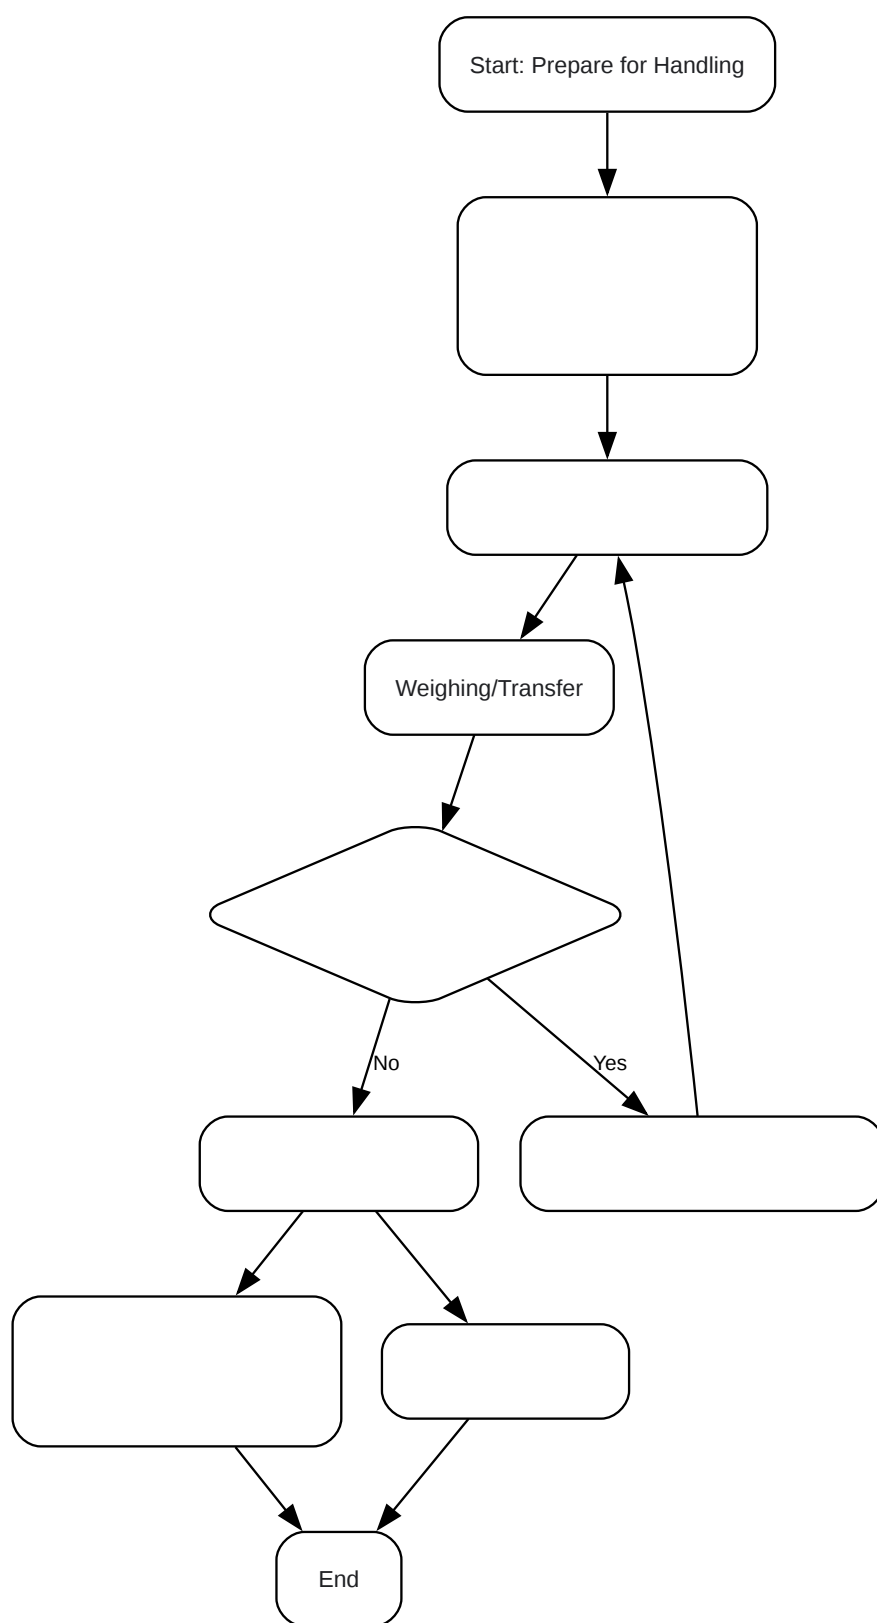 Start: Prepare for Handling
Weighing/Transfer
No
Yes
End